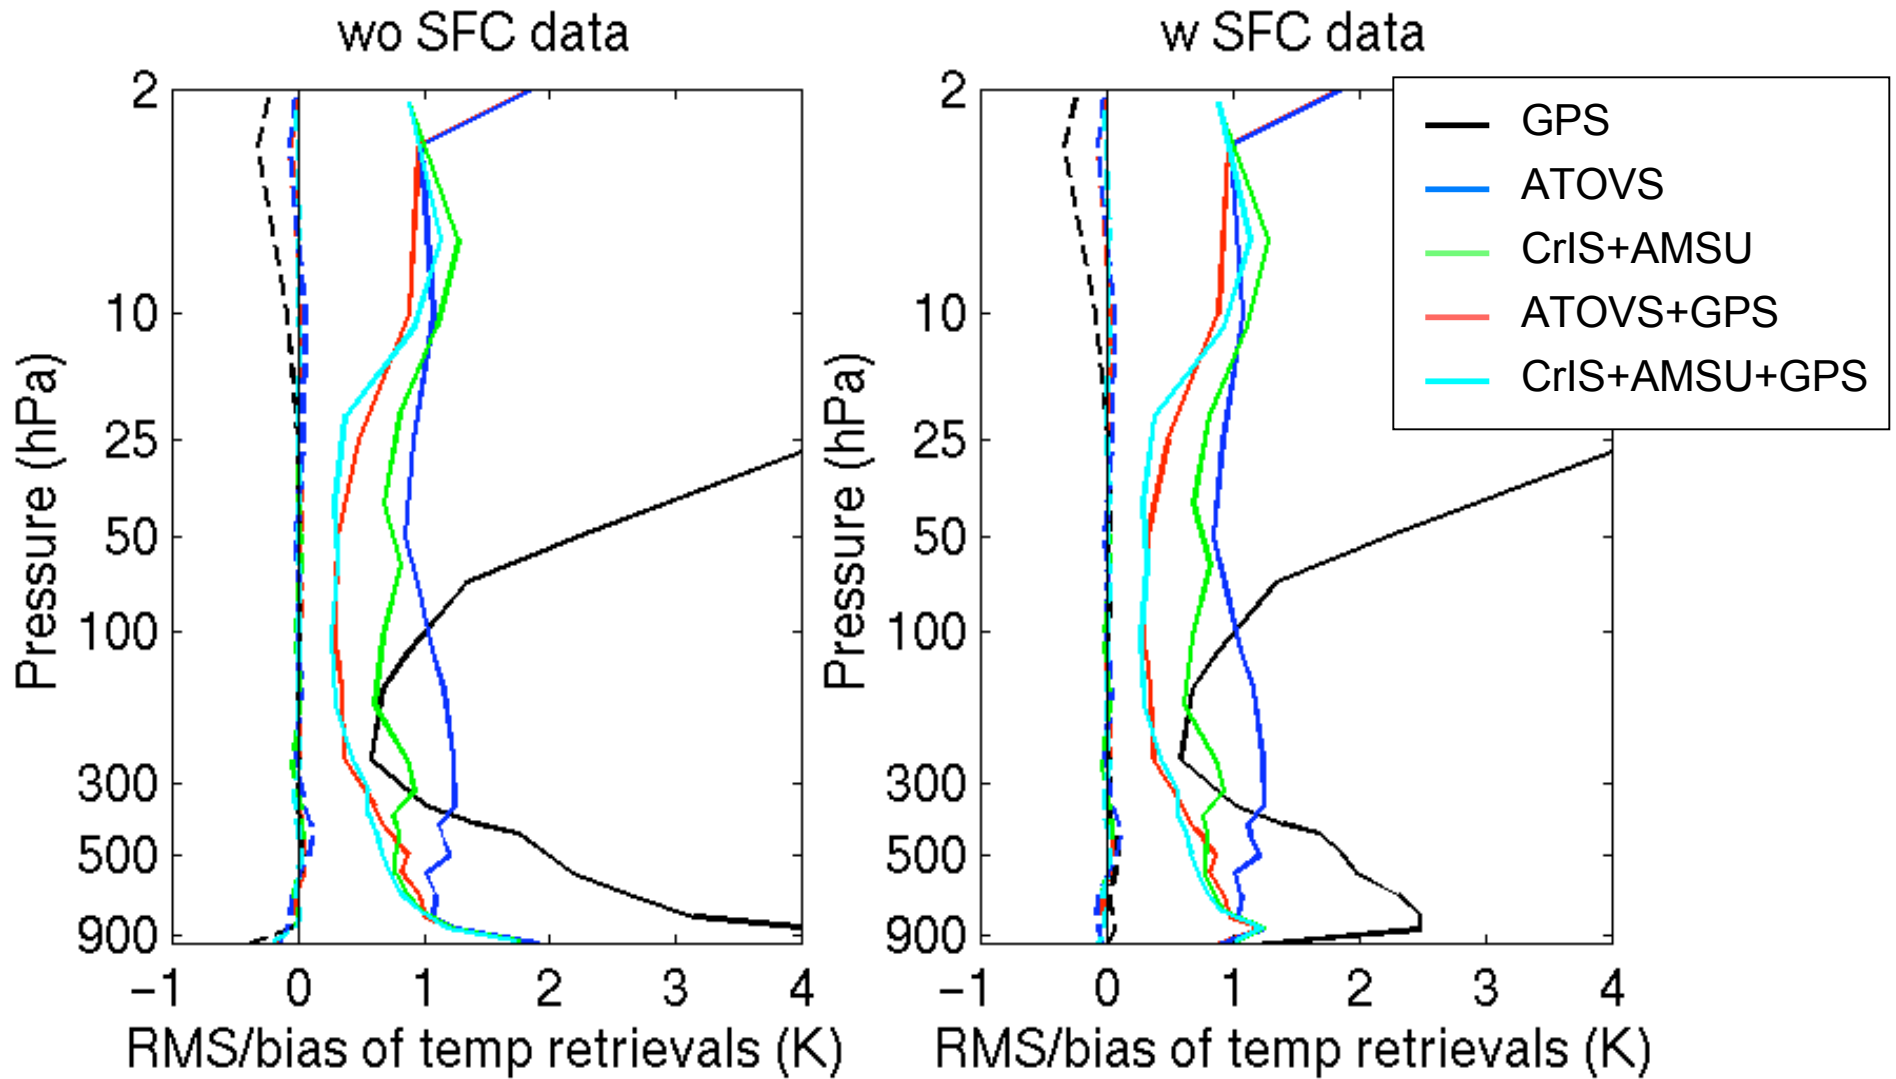 wo SFC data
2
10
25
50
100
300
500
900
Pressure (hPa)
−1 0 1 2 3 4
RMS/bias of temp retrievals (K)
w SFC data
2
10
25
50
100
300
500
900
Pressure (hPa)
−1 0 1 2 3 4
RMS/bias of temp retrievals (K)
GPS
ATOVS
CrIS+AMSU
ATOVS+GPS
CrIS+AMSU+GPS